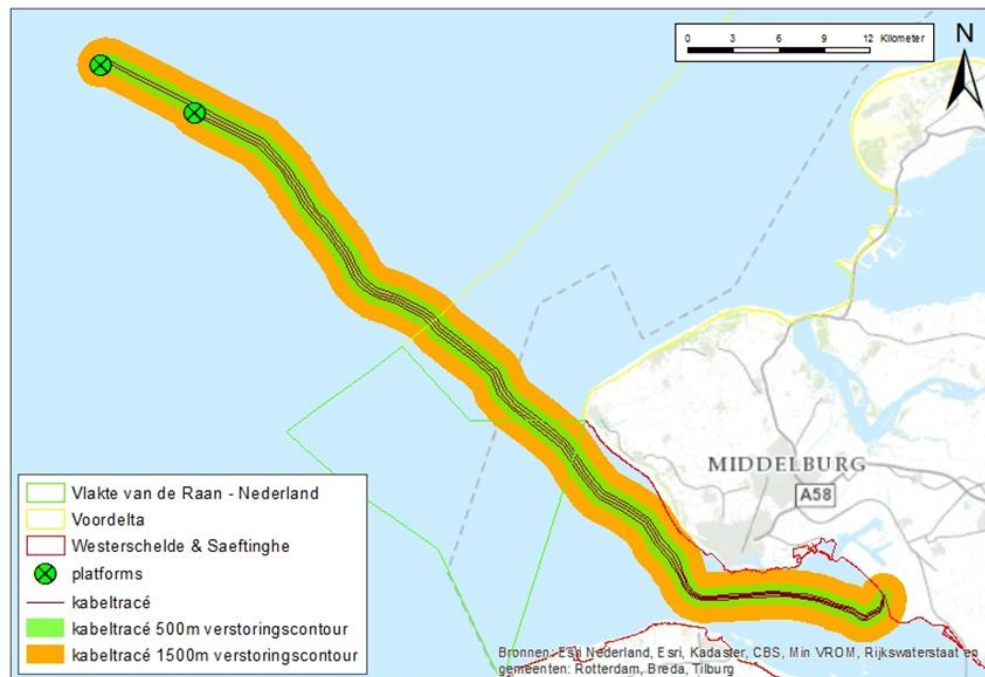 N
0 3 6 9 12 Kilometer
MIDDELBURG
A58
Vlakte van de Raan - Nederland
Voordelta
Westerschelde & Saeftinghe
platforms
kabeltracé
kabeltracé 500m verstoringscontour
kabeltracé 1500m verstoringscontour
Bronnen: Esri Nederland, Esri, Kadaster, CBS, Min VROM, Rijkswaterstaat en
gemeenten: Rotterdam, Breda, Tilburg